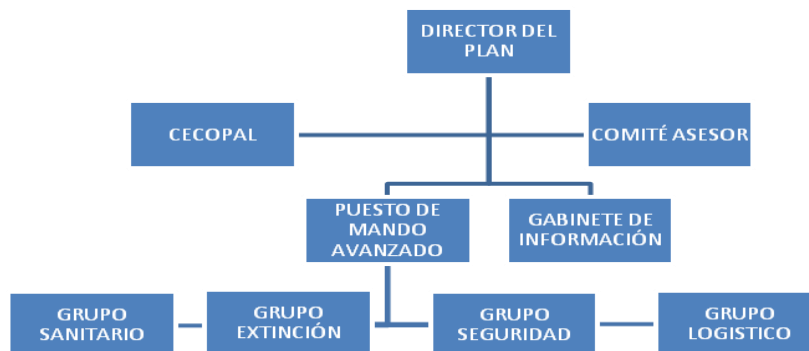 DIRECTOR DEL
PLAN
CECOPAL
COMITÉ ASESOR
PUESTO DE
MANDO
AVANZADO
GABINETE DE
INFORMACIÓN
GRUPO
SANITARIO
GRUPO
EXTINCIÓN
GRUPO
SEGURIDAD
GRUPO
LOGISTICO